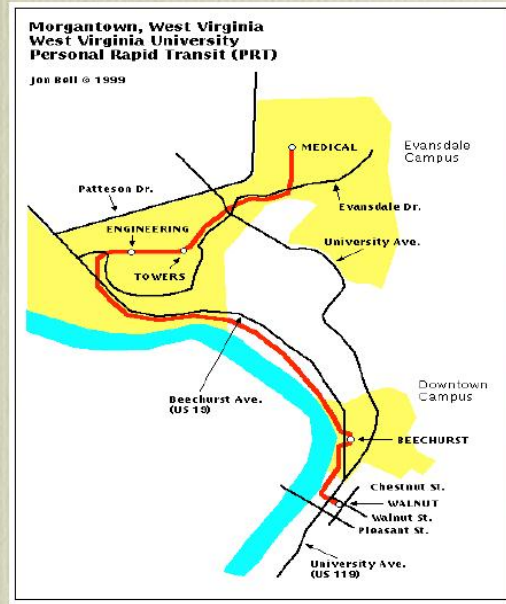 Morgantown, West Virginia
West Virginia University
Personal Rapid Transit (PRT)
Jon Bell © 1999
MEDICAL
Evansdale
Campus
Patteson Dr.
Evansdale Dr.
ENGINEERING
University Ave.
TOWERS
Beechurst Ave.
(US 19)
Downtown
Campus
BEECHURST
Chestnut St.
WALNUT
Walnut St.
Pleasant St.
University Ave.
(US 119)